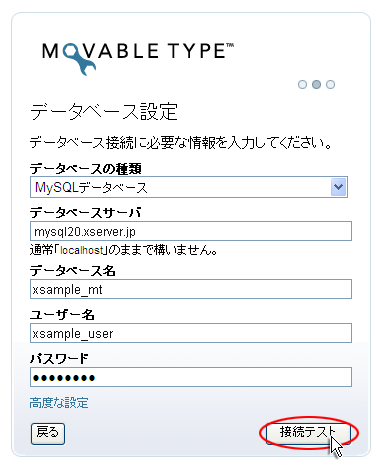 MOVABLE TYPE™
データベース設定
データベース接続に必要な情報を入力してください。
データベースの種類
MySQLデータベース
データベースサーバ
mysql20.xserver.jp
通常「localhost」のままで構いません。
データベース名
xsample_mt
ユーザー名
xsample_user
パスワード
●●●●●●●●
高度な設定
戻る 接続テスト